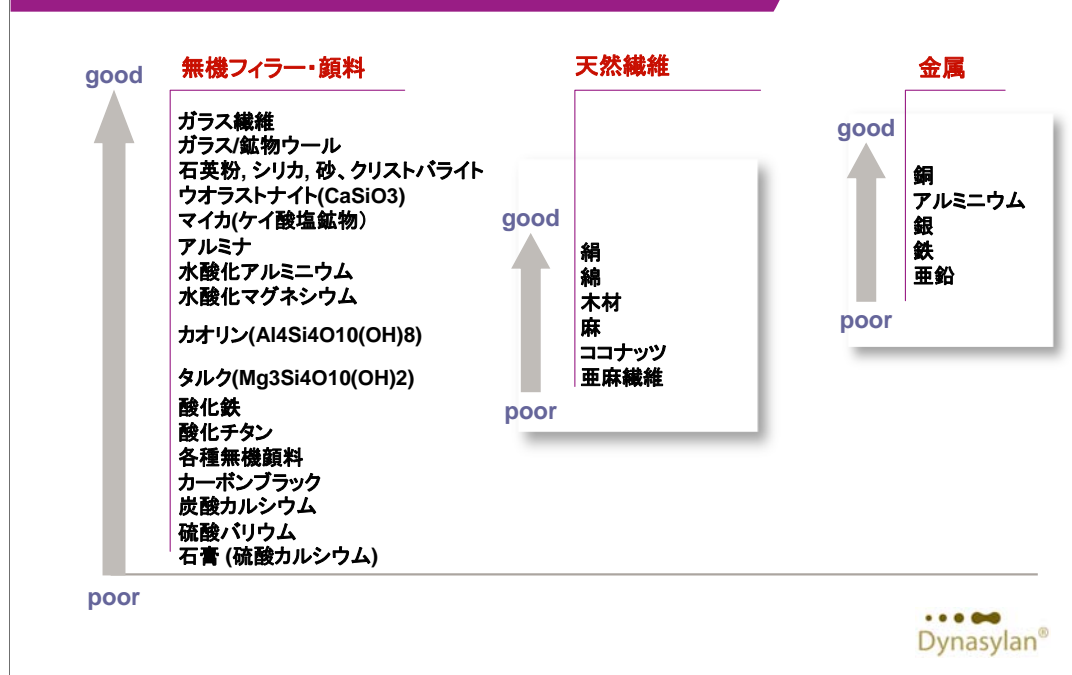 good
無機フィラー・顔料
ガラス繊維
ガラス/鉱物ウール
石英粉, シリカ, 砂、クリストバライト
ウオラストナイト(CaSiO3)
マイカ(ケイ酸塩鉱物）
アルミナ
水酸化アルミニウム
水酸化マグネシウム
カオリン(Al4Si4O10(OH)8)
タルク(Mg3Si4O10(OH)2)
酸化鉄
酸化チタン
各種無機顔料
カーボンブラック
炭酸カルシウム
硫酸バリウム
石膏 (硫酸カルシウム)
poor
天然繊維
good
絹
綿
木材
麻
ココナッツ
亜麻繊維
poor
金属
good
銅
アルミニウム
銀
鉄
亜鉛
poor
Dynasylan®